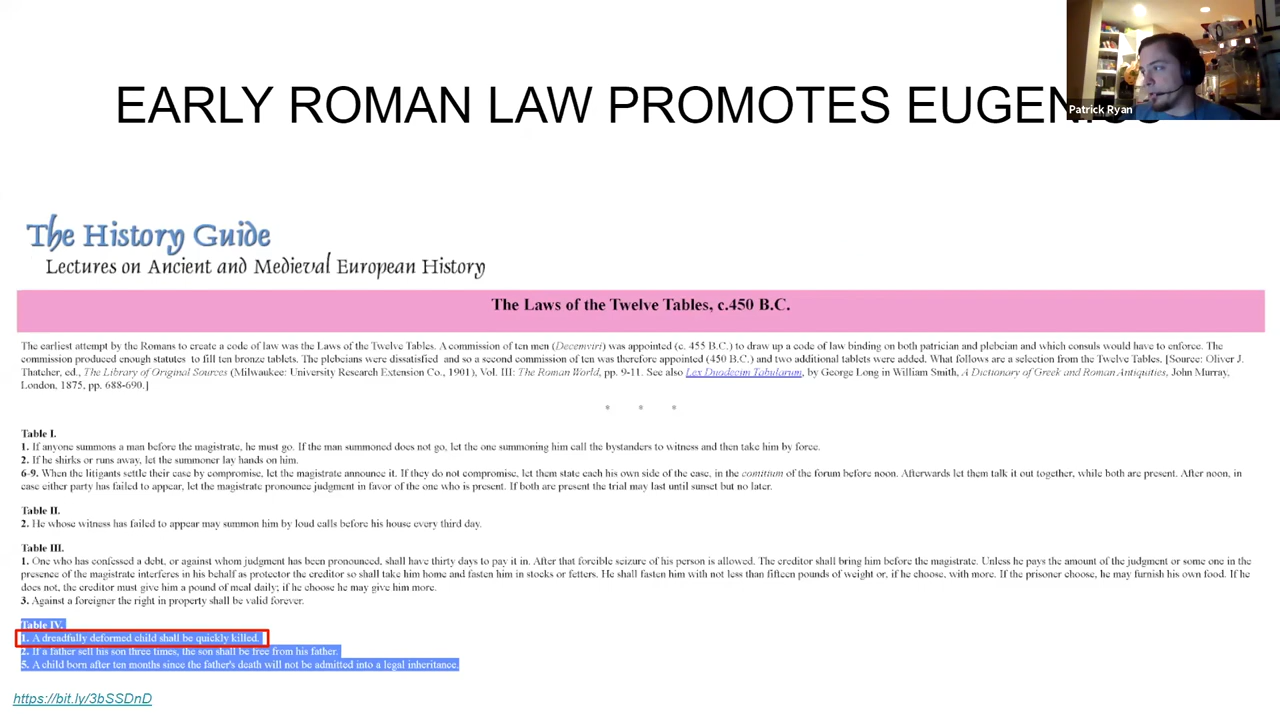 EARLY ROMAN LAW PROMOTES EUGENICS
Patrick Ryan
The History Guide
Lectures on Ancient and Medieval European History
The Laws of the Twelve Tables, c.450 B.C.
The earliest attempt by the Romans to create a code of law was the Laws of the Twelve Tables. A commission of ten men (Decemviri) was appointed (c. 455 B.C.) to draw up a code of law binding on both patrician and plebeian and which consuls would have to enforce. The
commission produced enough statutes to fill ten bronze tablets. The plebeians were dissatisfied and so a second commission of ten was therefore appointed (450 B.C.) and two additional tablets were added. What follows are a selection from the Twelve Tables. [Source: Oliver J.
Thatcher, ed., The Library of Original Sources (Milwaukee: University Research Extension Co., 1901), Vol. III: The Roman World, pp. 9-11. See also Lex Duodecim Tabularum, by George Long in William Smith, A Dictionary of Greek and Roman Antiquities, John Murray,
London, 1875, pp. 688-690.]
Table I.
1. If anyone summons a man before the magistrate, he must go. If the man summoned does not go, let the one summoning him call the bystanders to witness and then take him by force.
2. If he shirks or runs away, let the summoner lay hands on him.
6-9. When the litigants settle their case by compromise, let the magistrate announce it. If they do not compromise, let them state each his own side of the case, in the comitium of the forum before noon. Afterwards let them talk it out together, while both are present. After noon, in
case either party has failed to appear, let the magistrate pronounce judgment in favor of the one who is present. If both are present the trial may last until sunset but no later.
Table II.
2. He whose witness has failed to appear may summon him by loud calls before his house every third day.
Table III.
1. One who has confessed a debt, or against whom judgment has been pronounced, shall have thirty days to pay it in. After that forcible seizure of his person is allowed. The creditor shall bring him before the magistrate. Unless he pays the amount of the judgment or some one in the
presence of the magistrate interferes in his behalf as protector the creditor so shall take him home and fasten him in stocks or fetters. He shall fasten him with not less than fifteen pounds of weight or, if he choose, with more. If the prisoner choose, he may furnish his own food. If he
does not, the creditor must give him a pound of meal daily; if he choose he may give him more.
3. Against a foreigner the right in property shall be valid forever.
Table IV.
1. A dreadfully deformed child shall be quickly killed.
2. If a father sell his son three times, the son shall be free from his father.
5. A child born after ten months since the father's death will not be admitted into a legal inheritance.
https://bit.ly/3bSSDnD